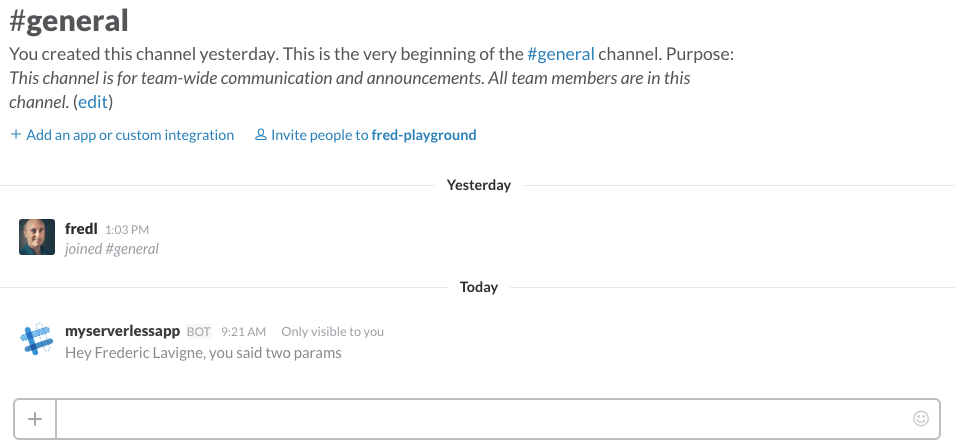 #general
You created this channel yesterday. This is the very beginning of the #general channel. Purpose:
This channel is for team-wide communication and announcements. All team members are in this
channel. (edit)
+ Add an app or custom integration Invite people to fred-playground
Yesterday
fredl 1:03 PM
joined #general
Today
myserverlessapp BOT 9:21 AM Only visible to you
Hey Frederic Lavigne, you said two params
+